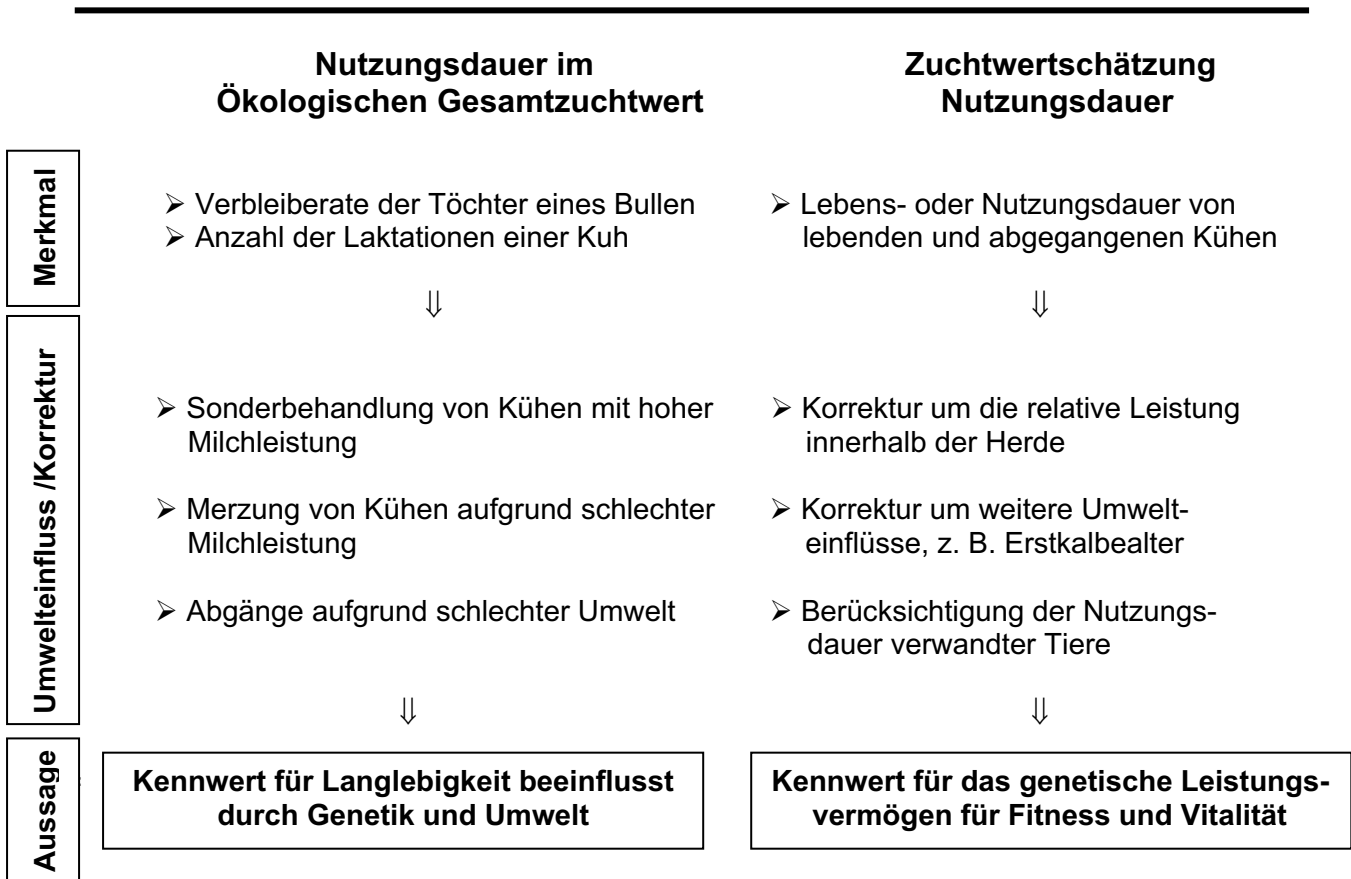 Nutzungsdauer im
Ökologischen Gesamtzuchtwert
Zuchtwertschätzung
Nutzungsdauer
Merkmal
➢ Verbleiberate der Töchter eines Bullen
➢ Anzahl der Laktationen einer Kuh
⇓
➢ Lebens- oder Nutzungsdauer von
lebenden und abgegangenen Kühen
⇓
Umwelteinfluss /Korrektur
➢ Sonderbehandlung von Kühen mit hoher
Milchleistung
➢ Merzung von Kühen aufgrund schlechter
Milchleistung
➢ Abgänge aufgrund schlechter Umwelt
⇓
➢ Korrektur um die relative Leistung
innerhalb der Herde
➢ Korrektur um weitere Umwelt-
einflüsse, z. B. Erstkalbealter
➢ Berücksichtigung der Nutzungs-
dauer verwandter Tiere
⇓
Aussage
Kennwert für Langlebigkeit beeinflusst
durch Genetik und Umwelt
Kennwert für das genetische Leistungs-
vermögen für Fitness und Vitalität